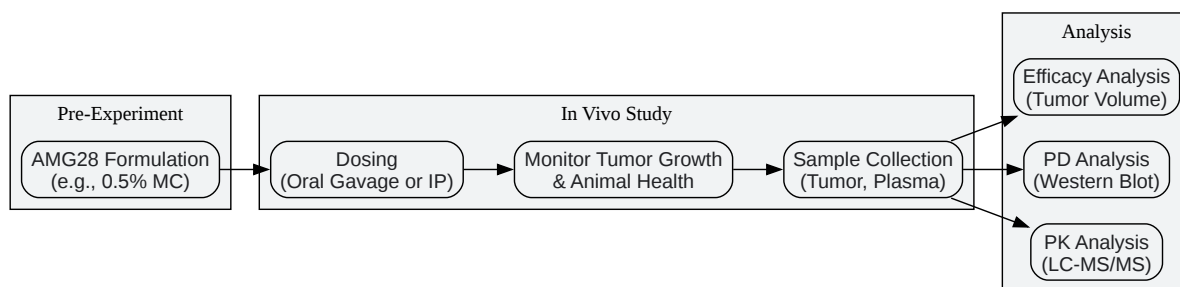 Pre-Experiment
AMG28 Formulation
(e.g., 0.5% MC)
In Vivo Study
Dosing
(Oral Gavage or IP)
Monitor Tumor Growth
& Animal Health
Sample Collection
(Tumor, Plasma)
Analysis
Efficacy Analysis
(Tumor Volume)
PD Analysis
(Western Blot)
PK Analysis
(LC-MS/MS)